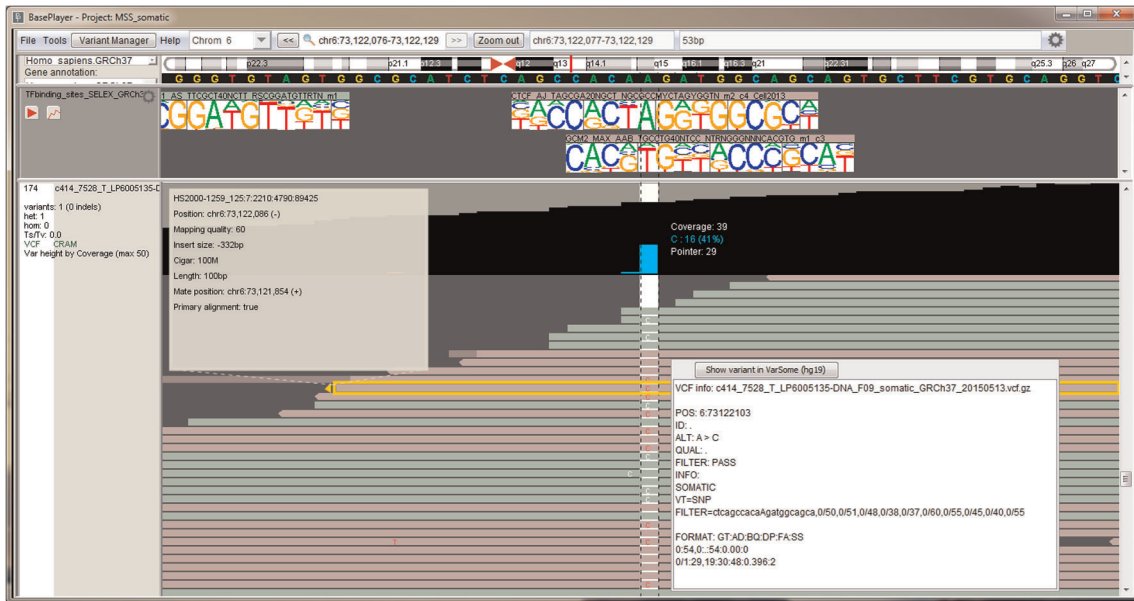 BasePlayer - Project: MSS_somatic
File Tools Variant Manager Help Chrom 6 << chr6:73,122,076-73,122,129 >> Zoom out chr6:73,122,077-73,122,129 53bp
Homo_sapiens.GRCh37
Gene annotation:
p22.3 p21.1 p12.3 q12 q13 q14.1 q15 q16.1 q16.3 q21 q22.31 q25.3 q26 q27
G G G T G T A G T G G C G C A T C T C A G C C A C A A G A T G G C A G C A G T G C T T C G T G C A G G T C
TFbinding_sites_SELEX_GRCh3
CTCF_AJ_TAGCGA20NGCT_NGCGCCMYCTAGYGGTN_m2_c4_Cell2013
GCM2_MAX_AAB_TGCCTG40NTCC_NTRNGGGNNNCACGTG_m1_c3
174 c414_7528_T_LP6005135-D
variants: 1 (0 indels)
het: 1
hom: 0
Ts/Tv: 0.0
VCF CRAM
Var height by Coverage (max 50)
HS2000-1259_125:7:2210:4790:89425
Position: chr6:73,122,086 (-)
Mapping quality: 60
Insert size: -332bp
Cigar: 100M
Length: 100bp
Mate position: chr6:73,121,854 (+)
Primary alignment: true
Coverage: 39
C : 16 (41%)
Pointer: 29
Show variant in VarSome (hg19)
VCF info: c414_7528_T_LP6005135-DNA_F09_somatic_GRCh37_20150513.vcf.gz
POS: 6:73122103
ID: .
ALT: A > C
QUAL: .
FILTER: PASS
INFO:
SOMATIC
VT=SNP
FILTER=ctcagccacaAgatggcagca,0/50,0/51,0/48,0/38,0/37,0/60,0/55,0/45,0/40,0/55
FORMAT: GT:AD:BQ:DP:FA:SS
0:54,0:.:54:0.00:0
0/1:29,19:30:48:0.396:2